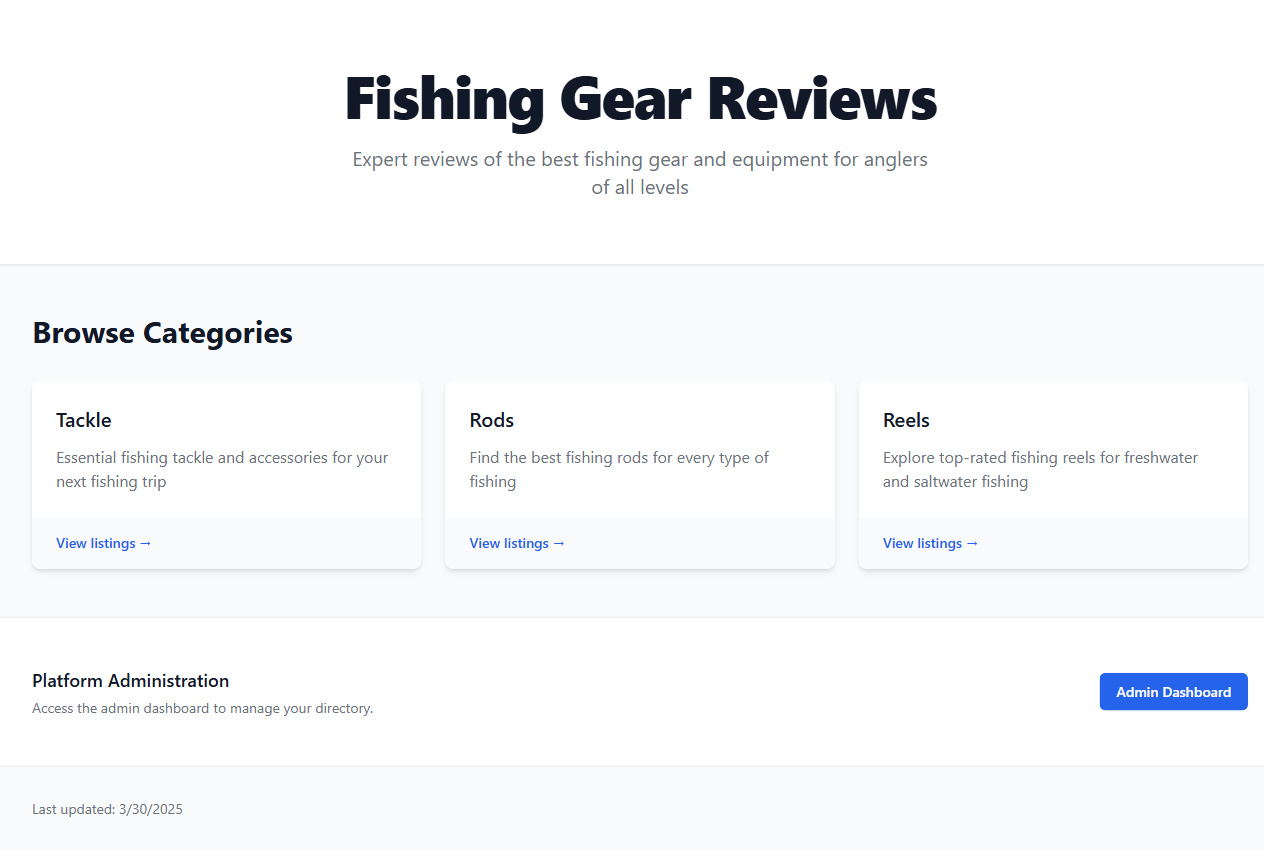 Fishing Gear Reviews
Expert reviews of the best fishing gear and equipment for anglers
of all levels
Browse Categories
Tackle
Essential fishing tackle and accessories for your
next fishing trip
View listings →
Rods
Find the best fishing rods for every type of
fishing
View listings →
Reels
Explore top-rated fishing reels for freshwater
and saltwater fishing
View listings →
Platform Administration
Access the admin dashboard to manage your directory.
Admin Dashboard
Last updated: 3/30/2025